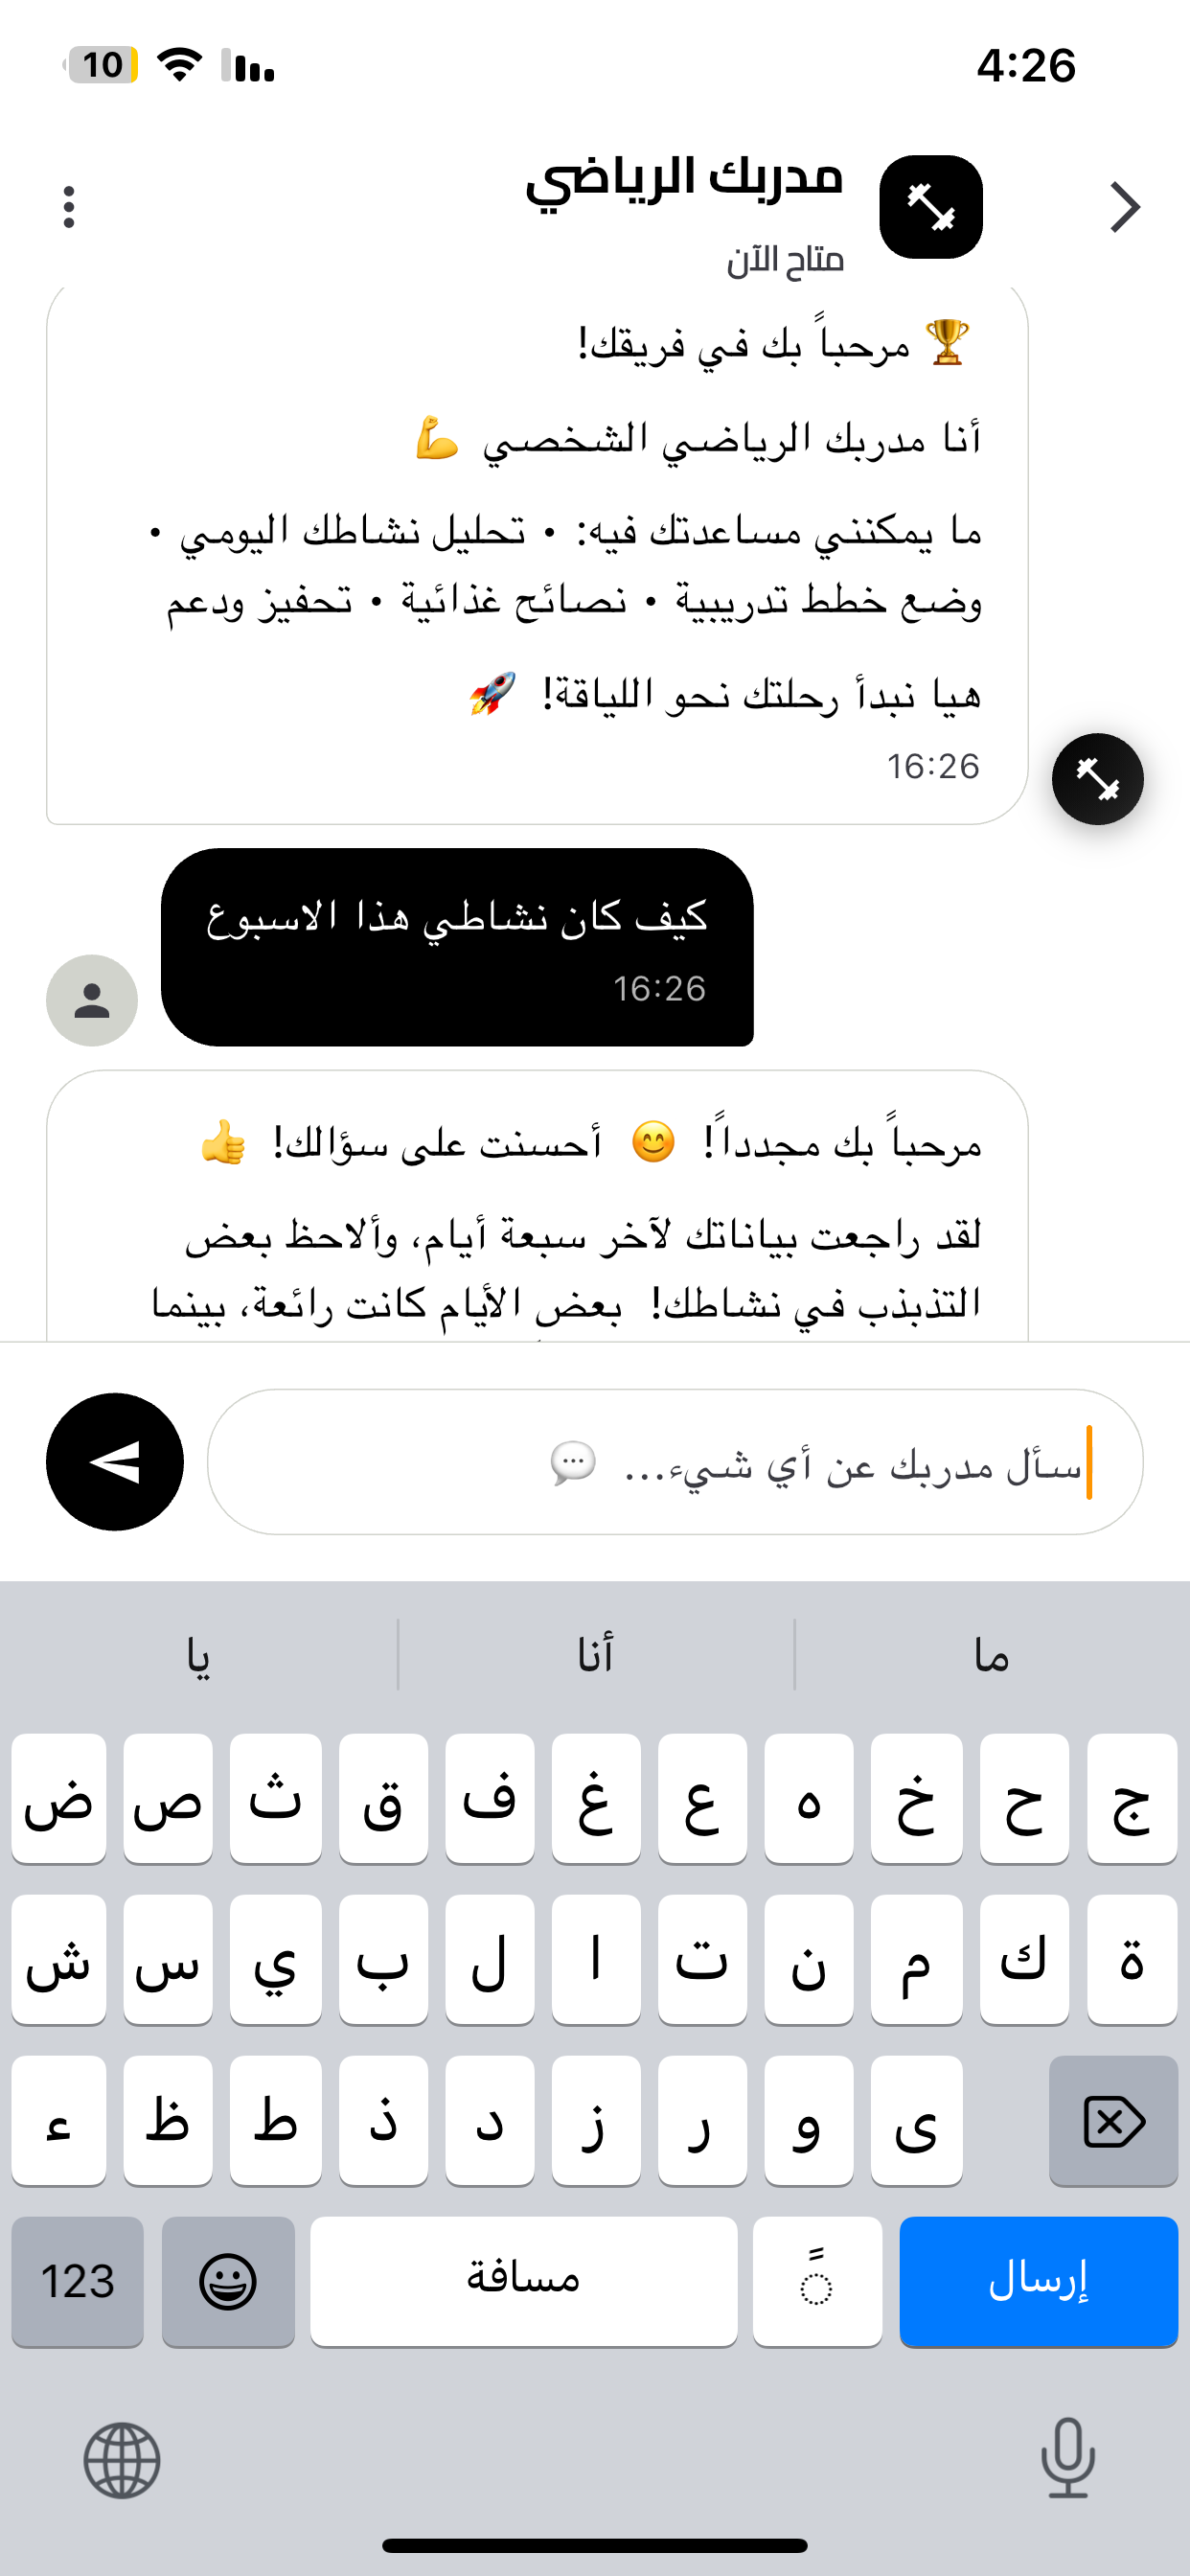 10
4:26
مدربك الرياضي
متاح الآن
🏆 مرحباً بك في فريقك!
أنا مدربك الرياضي الشخصي 💪
ما يمكنني مساعدتك فيه: • تحليل نشاطك اليومي •
وضع خطط تدريبية • نصائح غذائية • تحفيز ودعم
هيا نبدأ رحلتك نحو اللياقة! 🚀
16:26
كيف كان نشاطي هذا الاسبوع
16:26
مرحباً بك مجدداً! 😊 أحسنت على سؤالك! 👍
لقد راجعت بياناتك لآخر سبعة أيام، وألاحظ بعض
التذبذب في نشاطك! بعض الأيام كانت رائعة، بينما
سأل مدربك عن أي شيء... 💬
ما أنا يا
ج ح خ ه ع غ ف ق ث ص ض
ة ك م ن ت ا ل ب ي س ش
ى و ر ز د ذ ط ظ ء
إرسال ً مسافة 123